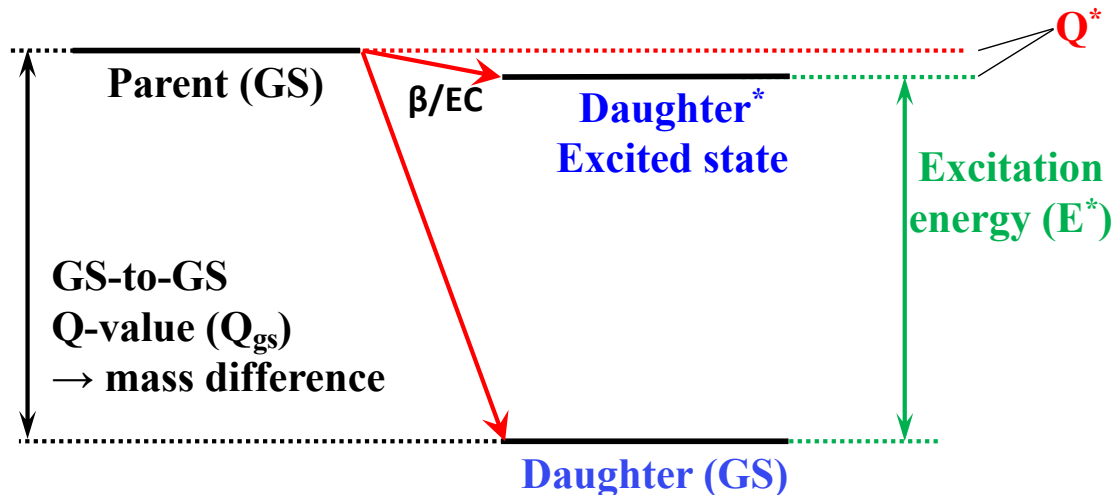 Q*
Parent (GS)
β/EC
Daughter*
Excited state
Excitation
energy (E*)
GS-to-GS
Q-value (Qgs)
→ mass difference
Daughter (GS)